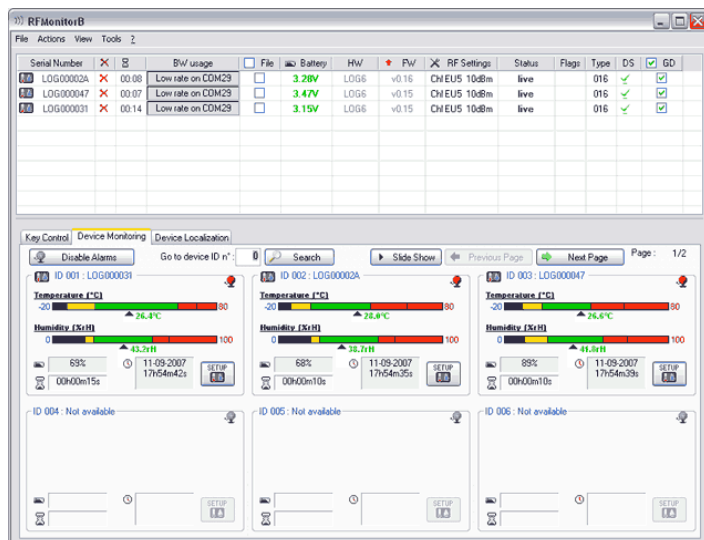 RFMonitorB
File Actions View Tools ?
Serial Number BW usage File Battery HW FW RF Settings Status Flags Type DS GD
LOG00002A 00:08 Low rate on COM29 3.28V LOG6 v0.16 Chl EU5 10dBm live 016
LOG000047 00:07 Low rate on COM29 3.47V LOG6 v0.15 Chl EU5 10dBm live 016
LOG000031 00:14 Low rate on COM29 3.15V LOG6 v0.15 Chl EU5 10dBm live 016
Key Control Device Monitoring Device Localization
Disable Alarms Go to device ID n° : 0 Search Slide Show Previous Page Next Page Page : 1/2
ID 001 : LOG000031 ID 002 : LOG00002A ID 003 : LOG000047
Temperature (°C) Temperature (°C) Temperature (°C)
-20 80 -20 80 -20 80
26.4°C 28.0°C 26.6°C
Humidity (%rH) Humidity (%rH) Humidity (%rH)
0 100 0 100 0 100
43.2rH 38.7rH 41.8rH
69% 11-09-2007 68% 11-09-2007 89% 11-09-2007
17h54m42s SETUP 17h54m35s SETUP 17h54m39s SETUP
00h00m15s 00h00m10s 00h00m10s
ID 004 : Not available ID 005 : Not available ID 006 : Not available
SETUP SETUP SETUP